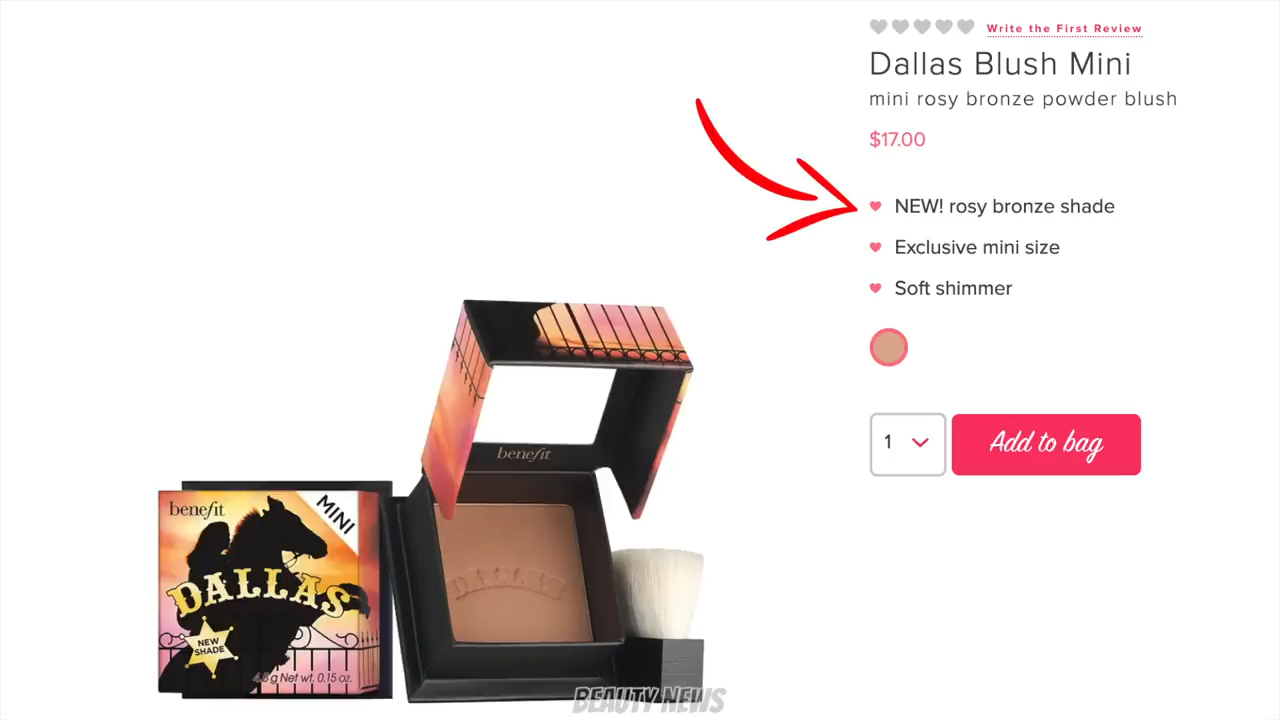 Write the First Review
Dallas Blush Mini
mini rosy bronze powder blush
$17.00
NEW! rosy bronze shade
Exclusive mini size
Soft shimmer
1
Add to bag
benefit
DALLAS
benefit
MINI
DALLAS
NEW
SHADE
g Net wt. 0.15 oz.
BEAUTY NEWS